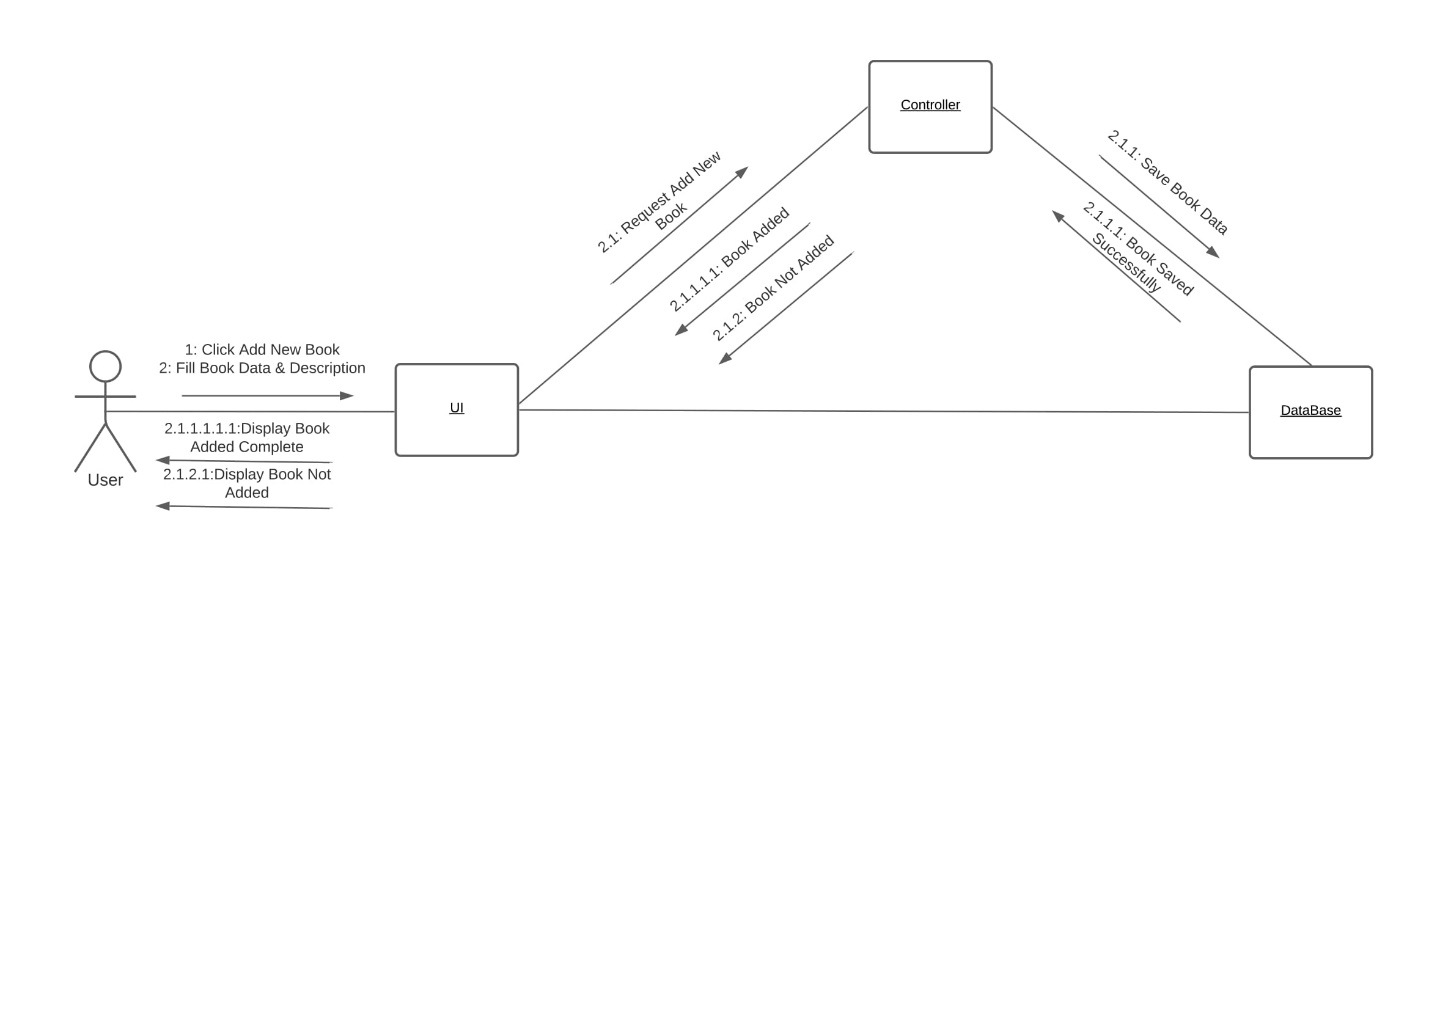 Controller
2.1.1: Save Book Data
2.1: Request Add New
Book
2.1.1.1: Book Saved
Successfully
2.1.1.1.1: Book Added
2.1.2: Book Not Added
1: Click Add New Book
2: Fill Book Data & Description
UI
DataBase
2.1.1.1.1.1:Display Book
Added Complete
2.1.2.1:Display Book Not
Added
User